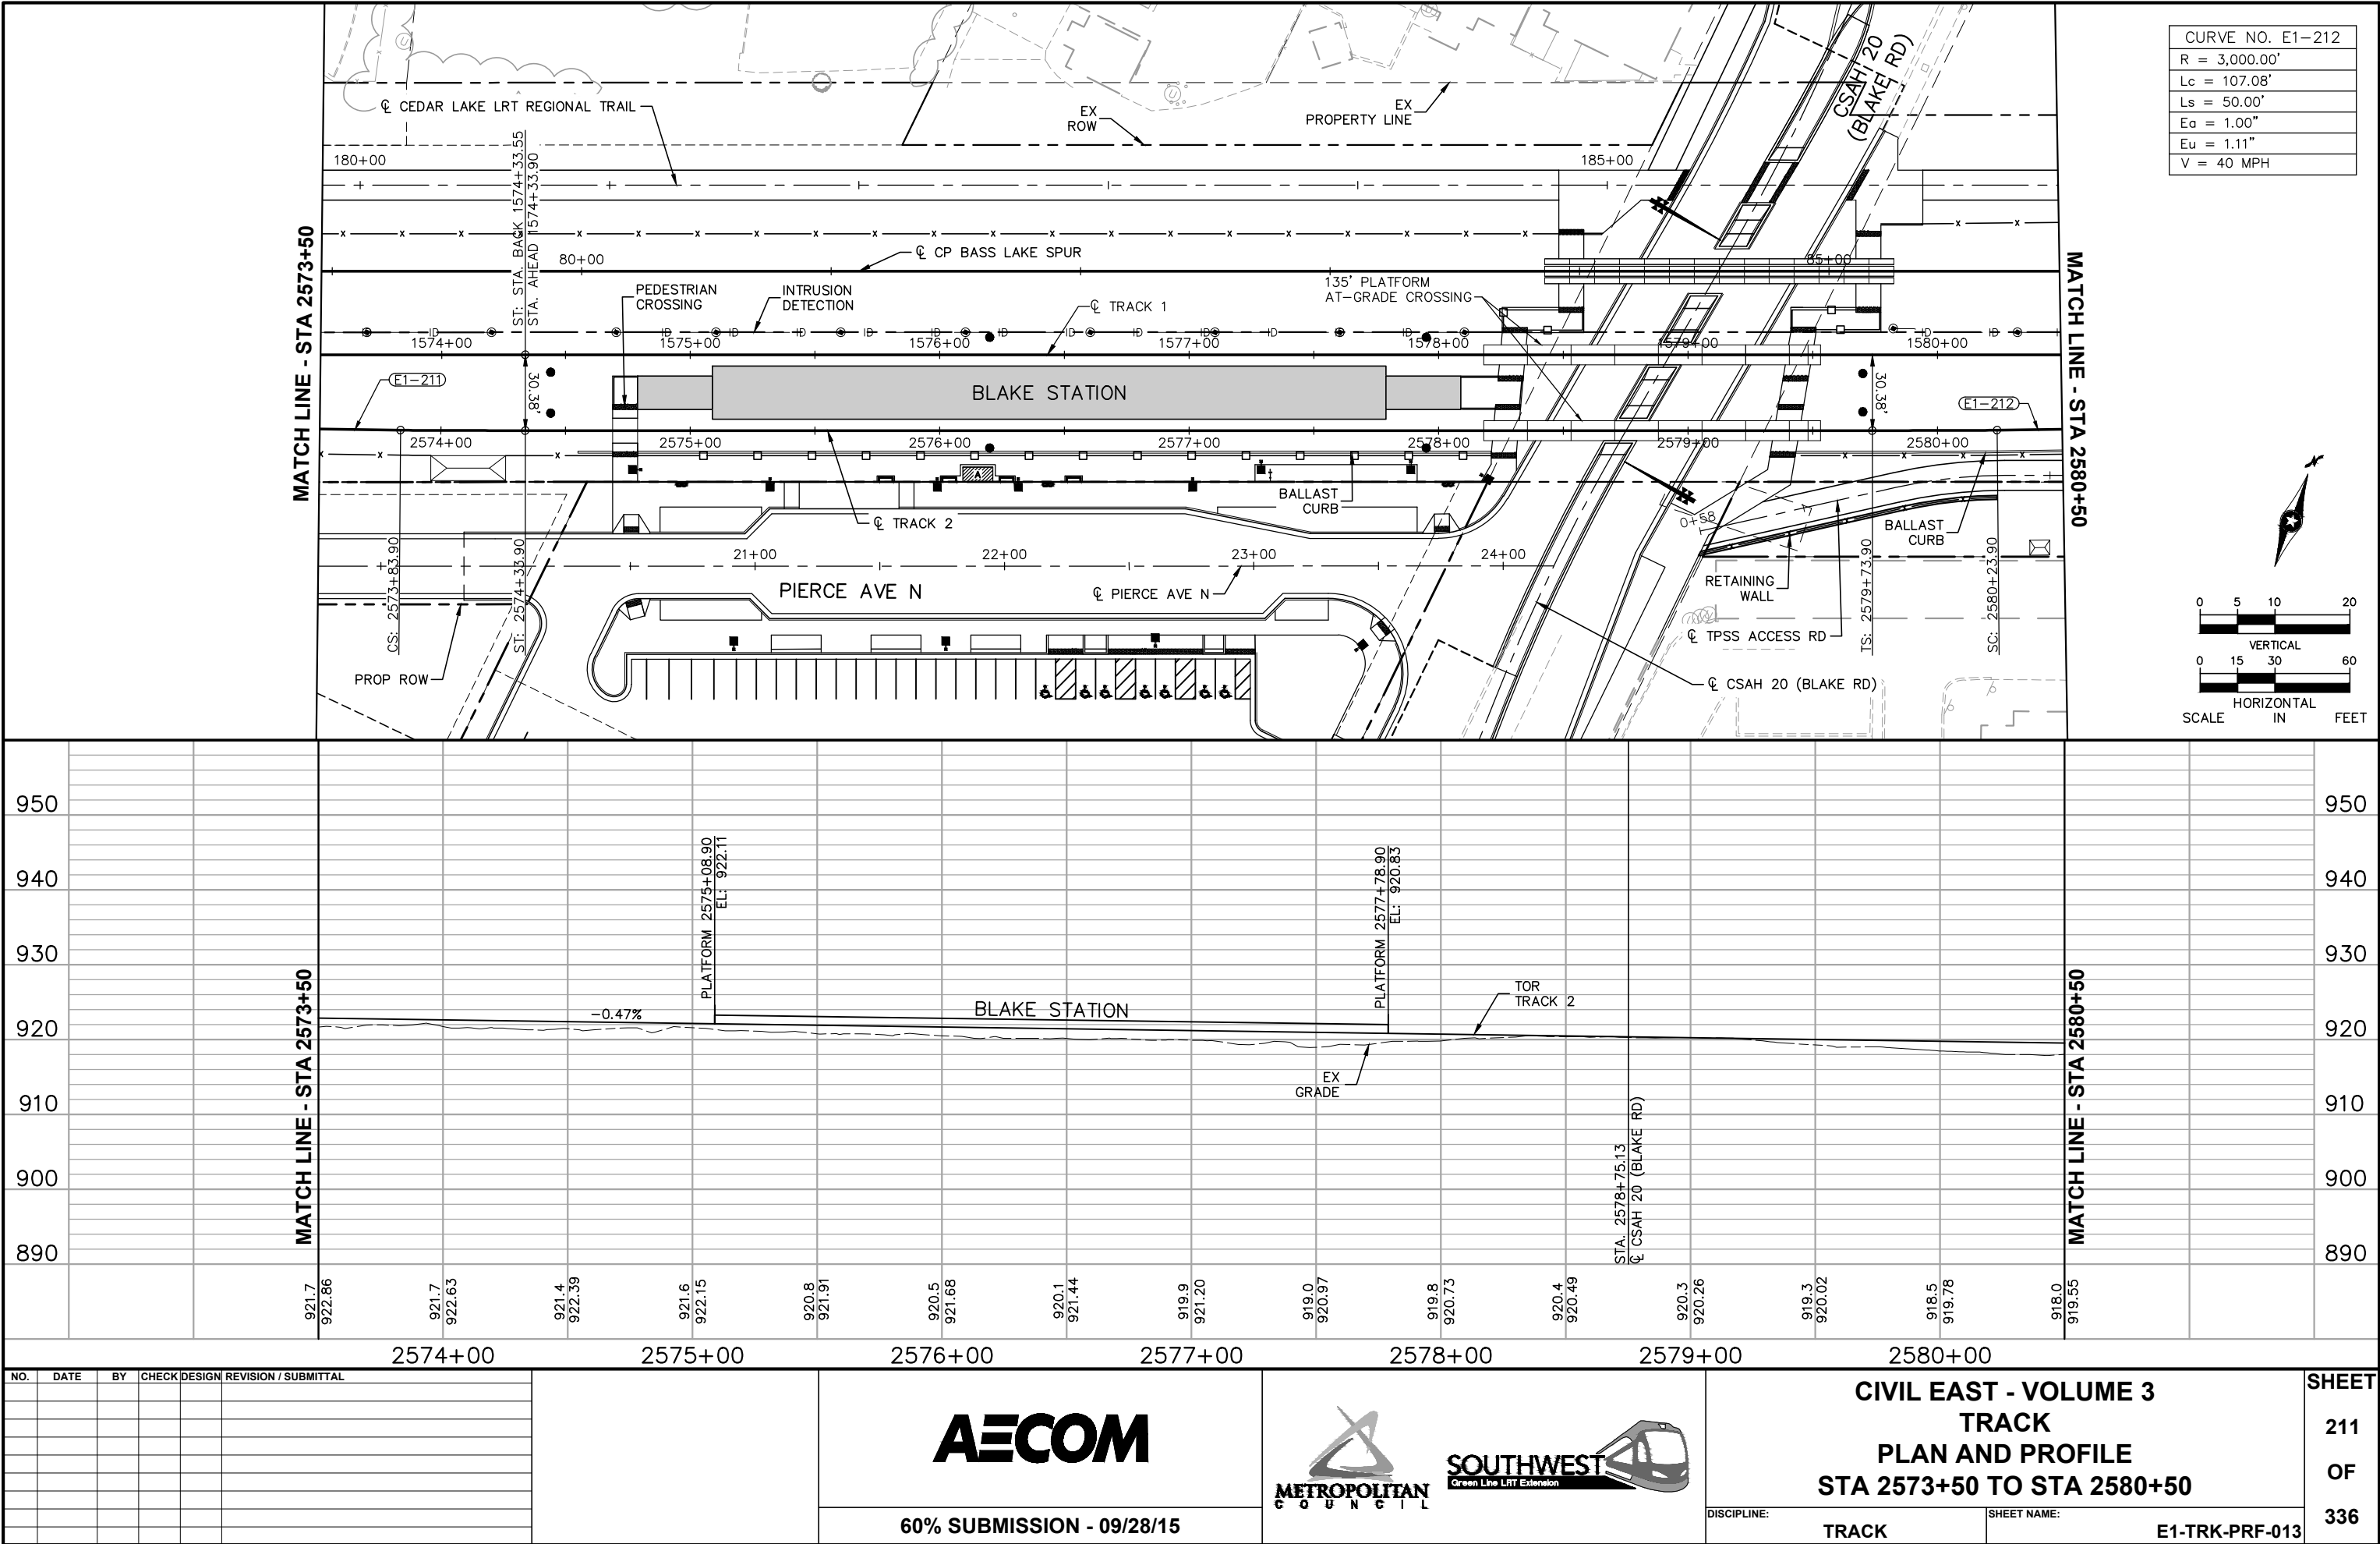 CURVE NO. E1-212
R = 3,000.00'
Lc = 107.08'
Ls = 50.00'
Ea = 1.00"
Eu = 1.11"
V = 40 MPH
CSAH 20
(BLAKE RD)
℄ CEDAR LAKE LRT REGIONAL TRAIL
EX
ROW
EX
PROPERTY LINE
180+00
185+00
ST: STA. BACK 1574+33.55
STA. AHEAD 1574+33.90
80+00
℄ CP BASS LAKE SPUR
85+00
PEDESTRIAN
CROSSING
INTRUSION
DETECTION
℄ TRACK 1
135' PLATFORM
AT-GRADE CROSSING
1574+00
1575+00
1576+00
1577+00
1578+00
1579+00
1580+00
MATCH LINE - STA 2573+50
MATCH LINE - STA 2580+50
E1-211
30.38'
BLAKE STATION
30.38'
E1-212
2574+00
2575+00
2576+00
2577+00
2578+00
2579+00
2580+00
BALLAST
CURB
℄ TRACK 2
0+58
BALLAST
CURB
21+00
22+00
23+00
24+00
PIERCE AVE N
℄ PIERCE AVE N
RETAINING
WALL
℄ TPSS ACCESS RD
℄ CSAH 20 (BLAKE RD)
PROP ROW
CS: 2573+83.90
ST: 2574+33.90
TS: 2579+73.90
SC: 2580+23.90
0 5 10 20
VERTICAL
0 15 30 60
HORIZONTAL
SCALE IN FEET
950
940
930
920
910
900
890
950
940
930
920
910
900
890
MATCH LINE - STA 2573+50
MATCH LINE - STA 2580+50
PLATFORM 2575+08.90
EL: 922.11
PLATFORM 2577+78.90
EL: 920.83
-0.47%
BLAKE STATION
TOR
TRACK 2
EX
GRADE
STA. 2578+75.13
℄ CSAH 20 (BLAKE RD)
921.7
922.86
921.7
922.63
921.4
922.39
921.6
922.15
920.8
921.91
920.5
921.68
920.1
921.44
919.9
921.20
919.0
920.97
919.8
920.73
920.4
920.49
920.3
920.26
919.3
920.02
918.5
919.78
918.0
919.55
2574+00
2575+00
2576+00
2577+00
2578+00
2579+00
2580+00
NO. DATE BY CHECK DESIGN REVISION / SUBMITTAL
AECOM
60% SUBMISSION - 09/28/15
METROPOLITAN
COUNCIL
SOUTHWEST
Green Line LRT Extension
CIVIL EAST - VOLUME 3
TRACK
PLAN AND PROFILE
STA 2573+50 TO STA 2580+50
DISCIPLINE:
TRACK
SHEET NAME:
E1-TRK-PRF-013
SHEET
211
OF
336